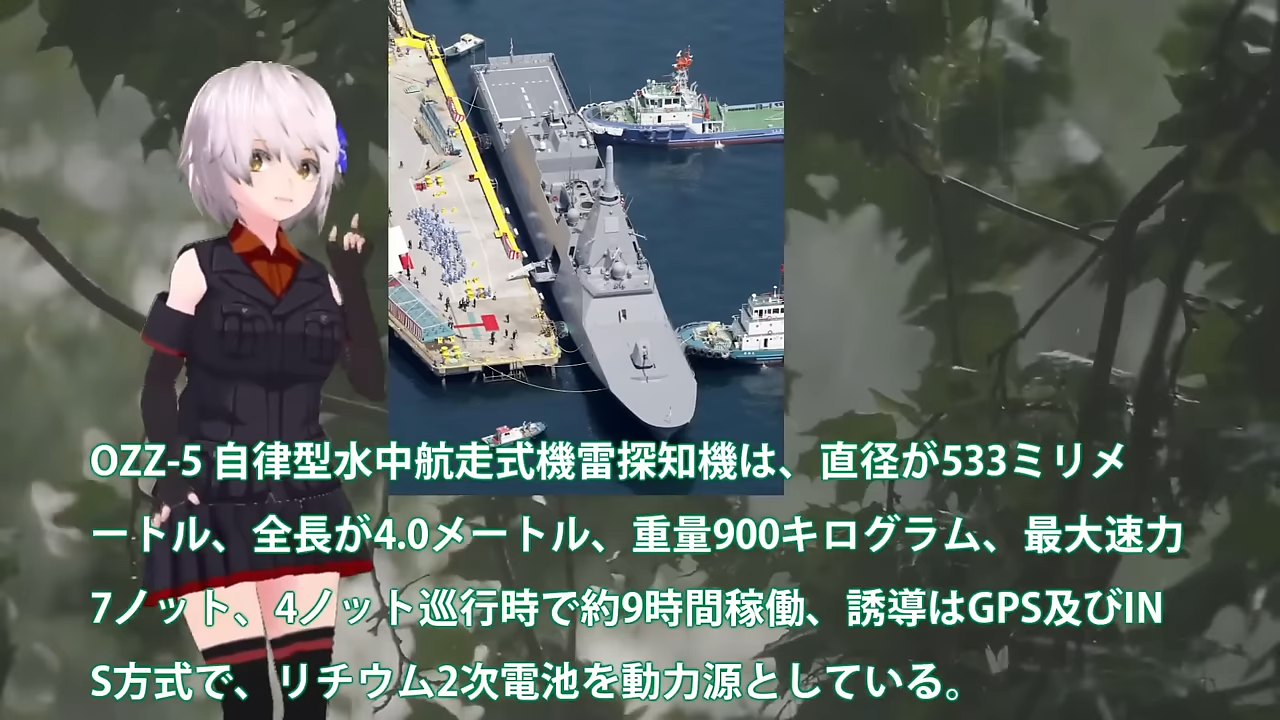 OZZ-5 自律型水中航走式機雷探知機は、直径が533ミリメ
ートル、全長が4.0メートル、重量900キログラム、最大速力
7ノット、4ノット巡行時で約9時間稼働、誘導はGPS及びIN
S方式で、リチウム2次電池を動力源としている。